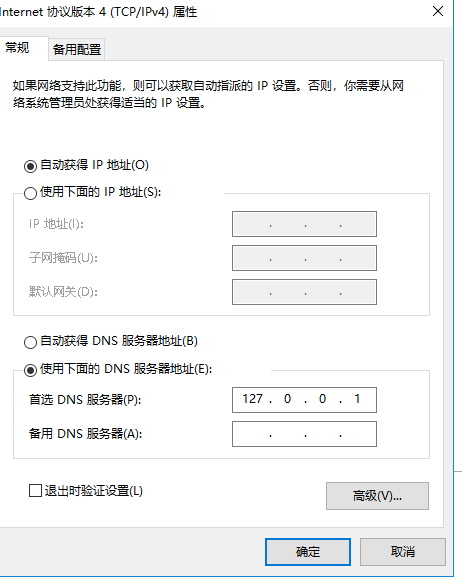 Internet 协议版本 4 (TCP/IPv4) 属性
常规
备用配置
如果网络支持此功能，则可以获取自动指派的 IP 设置。否则，你需要从网
络系统管理员处获得适当的 IP 设置。
自动获得 IP 地址(O)
使用下面的 IP 地址(S):
IP 地址(I):
. . .
子网掩码(U):
. . .
默认网关(D):
. . .
自动获得 DNS 服务器地址(B)
使用下面的 DNS 服务器地址(E):
首选 DNS 服务器(P):
127 . 0 . 0 . 1
备用 DNS 服务器(A):
. . .
退出时验证设置(L)
高级(V)...
确定
取消